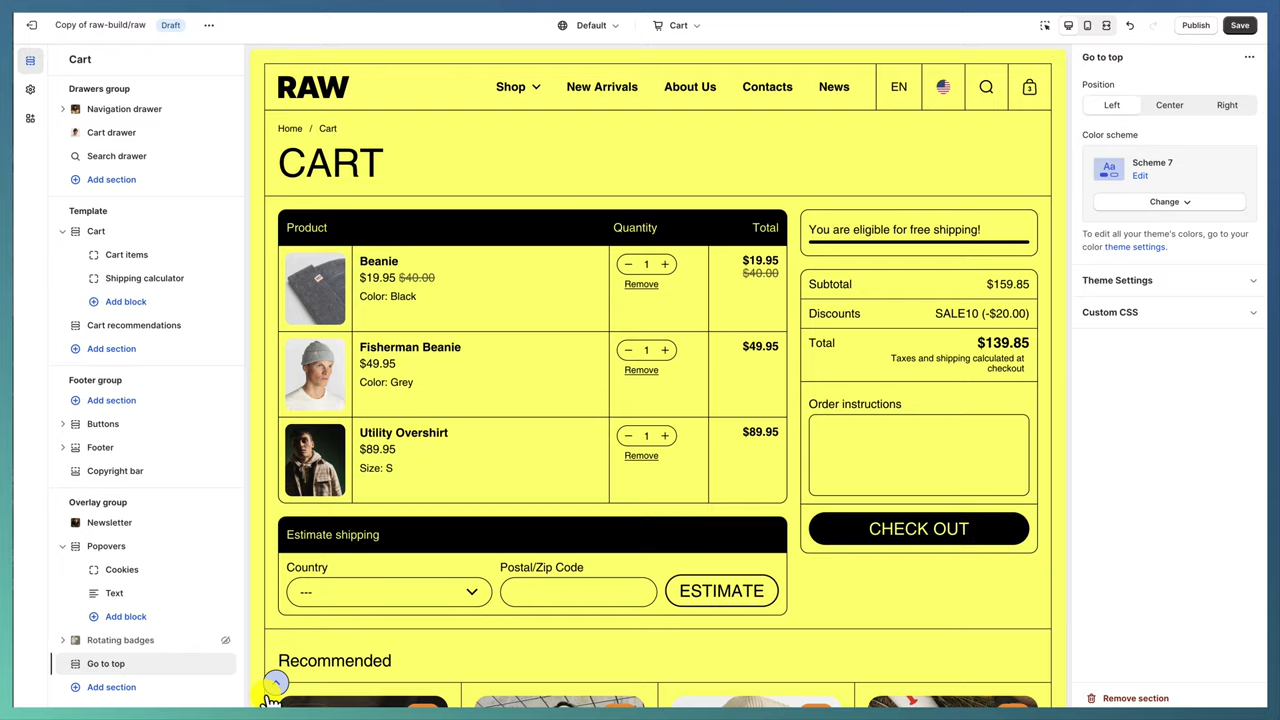 Copy of raw-build/raw
Draft
Default
Cart
Publish
Save
Cart
Drawers group
Navigation drawer
Cart drawer
Search drawer
Add section
Template
Cart
Cart items
Shipping calculator
Add block
Cart recommendations
Add section
Footer group
Add section
Buttons
Footer
Copyright bar
Overlay group
Newsletter
Popovers
Cookies
Text
Add block
Rotating badges
Go to top
Add section
RAW
Shop
New Arrivals
About Us
Contacts
News
EN
3
Home / Cart
CART
Product
Quantity
Total
Beanie
$19.95 $40.00
Color: Black
1
Remove
$19.95
$40.00
Fisherman Beanie
$49.95
Color: Grey
1
Remove
$49.95
Utility Overshirt
$89.95
Size: S
1
Remove
$89.95
Estimate shipping
Country
---
Postal/Zip Code
ESTIMATE
Recommended
You are eligible for free shipping!
Subtotal
$159.85
Discounts
SALE10 (-$20.00)
Total
$139.85
Taxes and shipping calculated at
checkout
Order instructions
CHECK OUT
Go to top
Position
Left
Center
Right
Color scheme
Aa
Scheme 7
Edit
Change
To edit all your theme's colors, go to your
color theme settings.
Theme Settings
Custom CSS
Remove section